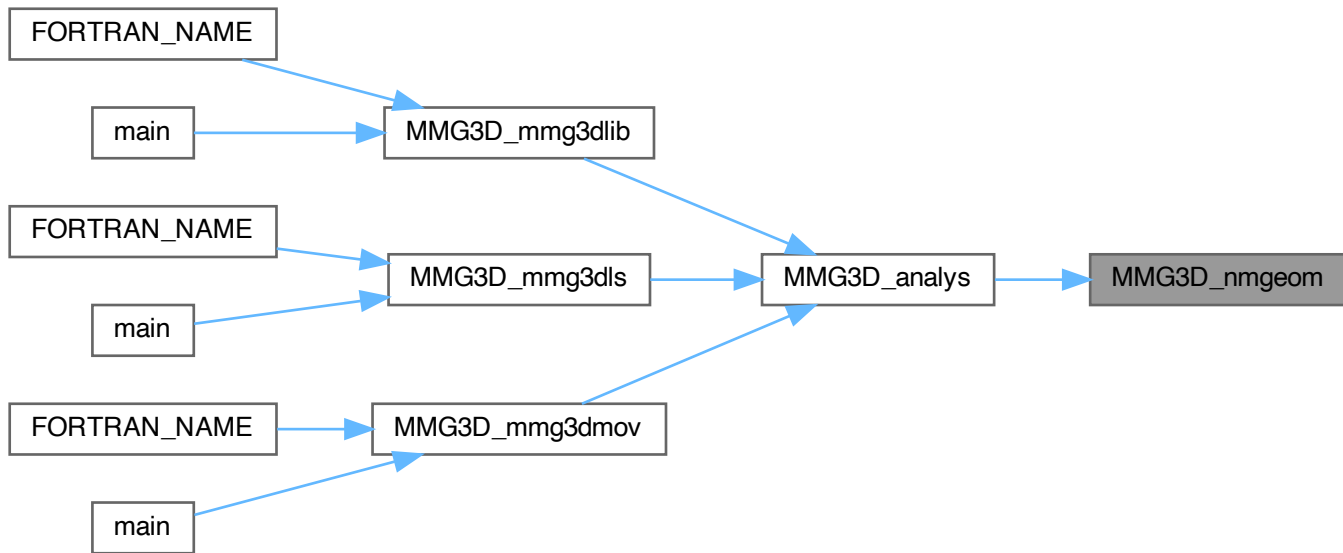 FORTRAN_NAME
main
MMG3D_mmg3dlib
FORTRAN_NAME
main
MMG3D_mmg3dls
MMG3D_analys
MMG3D_nmgeom
FORTRAN_NAME
main
MMG3D_mmg3dmov